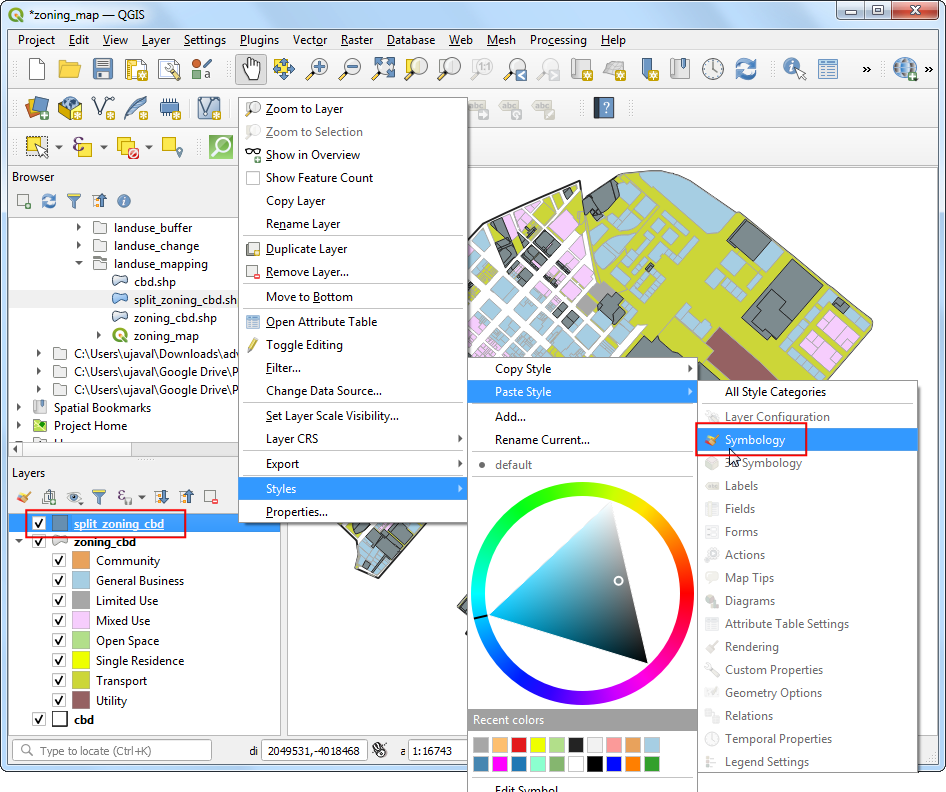 *zoning_map — QGIS
Project Edit View Layer Settings Plugins Vector Raster Database Web Mesh Processing Help
Browser
landuse_buffer
landuse_change
landuse_mapping
cbd.shp
split_zoning_cbd.sh
zoning_cbd.shp
zoning_map
C:\Users\ujaval\Downloads\adv
C:\Users\ujaval\Google Drive\P
C:\Users\ujaval\Google Drive\P
Spatial Bookmarks
Project Home
Layers
split_zoning_cbd
zoning_cbd
Community
General Business
Limited Use
Mixed Use
Open Space
Single Residence
Transport
Utility
cbd
Type to locate (Ctrl+K)
di 2049531,-4018468 a 1:16743
Zoom to Layer
Zoom to Selection
Show in Overview
Show Feature Count
Copy Layer
Rename Layer
Duplicate Layer
Remove Layer...
Move to Bottom
Open Attribute Table
Toggle Editing
Filter...
Change Data Source...
Set Layer Scale Visibility...
Layer CRS
Export
Styles
Properties...
Copy Style
Paste Style
Add...
Rename Current...
default
Recent colors
Edit Symbol
All Style Categories
Layer Configuration
Symbology
3D Symbology
Labels
Fields
Forms
Actions
Map Tips
Diagrams
Attribute Table Settings
Rendering
Custom Properties
Geometry Options
Relations
Temporal Properties
Legend Settings